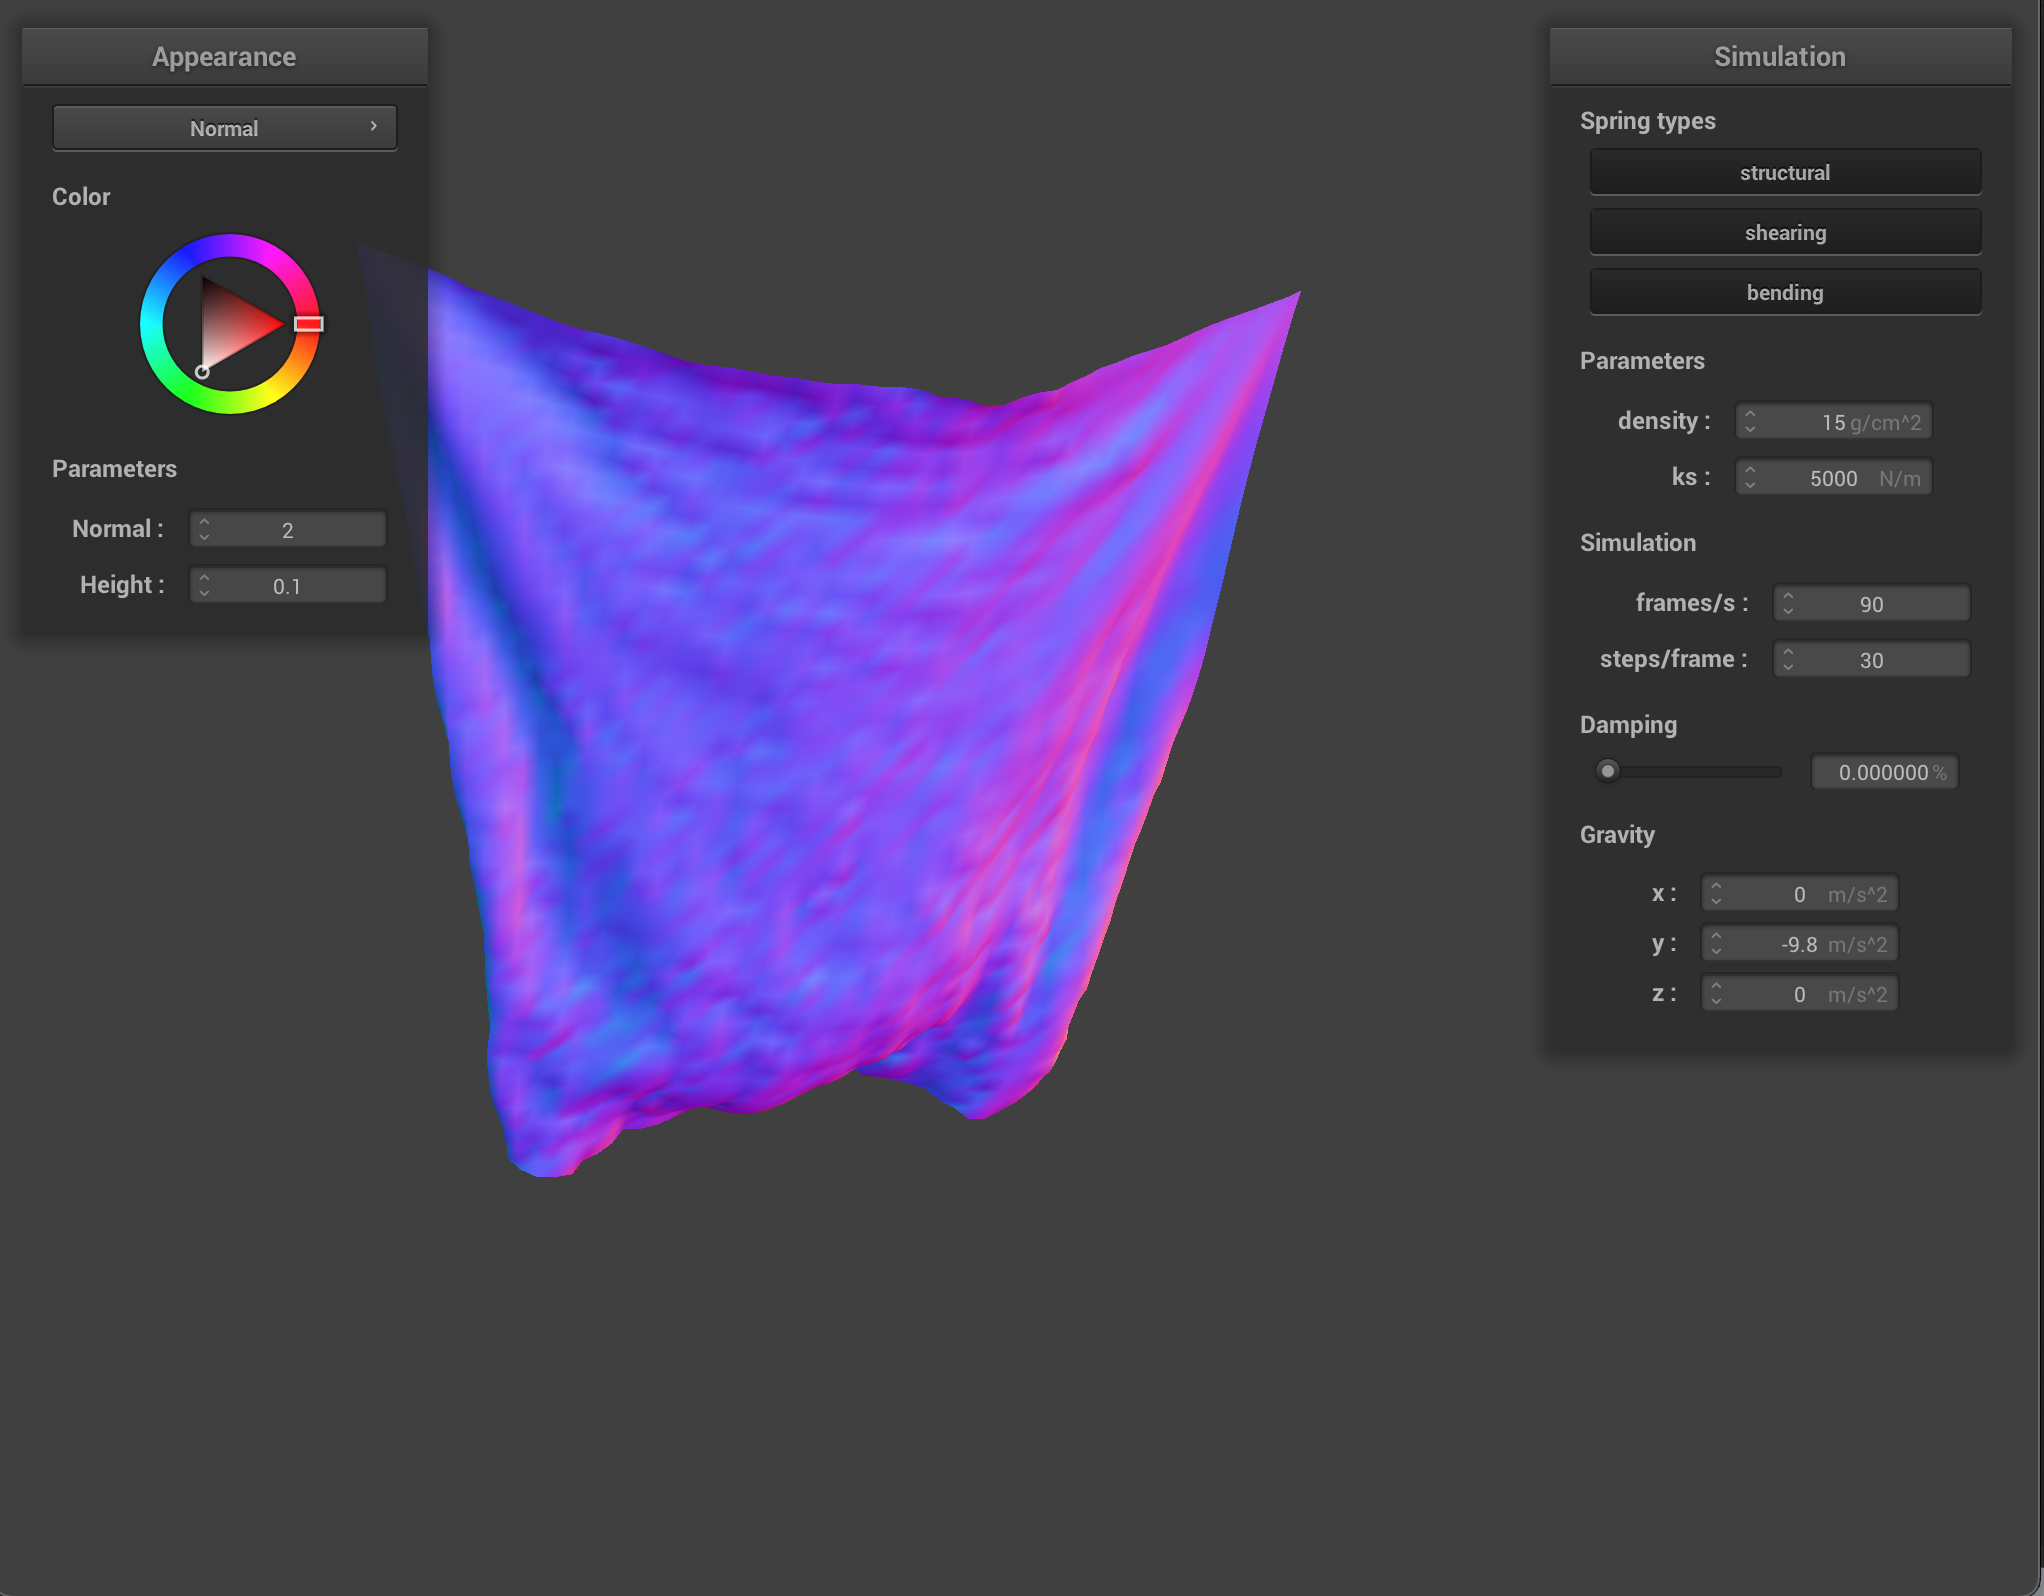 Appearance
Normal
Color
Parameters
Normal : 2
Height : 0.1
Simulation
Spring types
structural
shearing
bending
Parameters
density : 15 g/cm^2
ks : 5000 N/m
Simulation
frames/s : 90
steps/frame : 30
Damping
0.000000 %
Gravity
x : 0 m/s^2
y : -9.8 m/s^2
z : 0 m/s^2